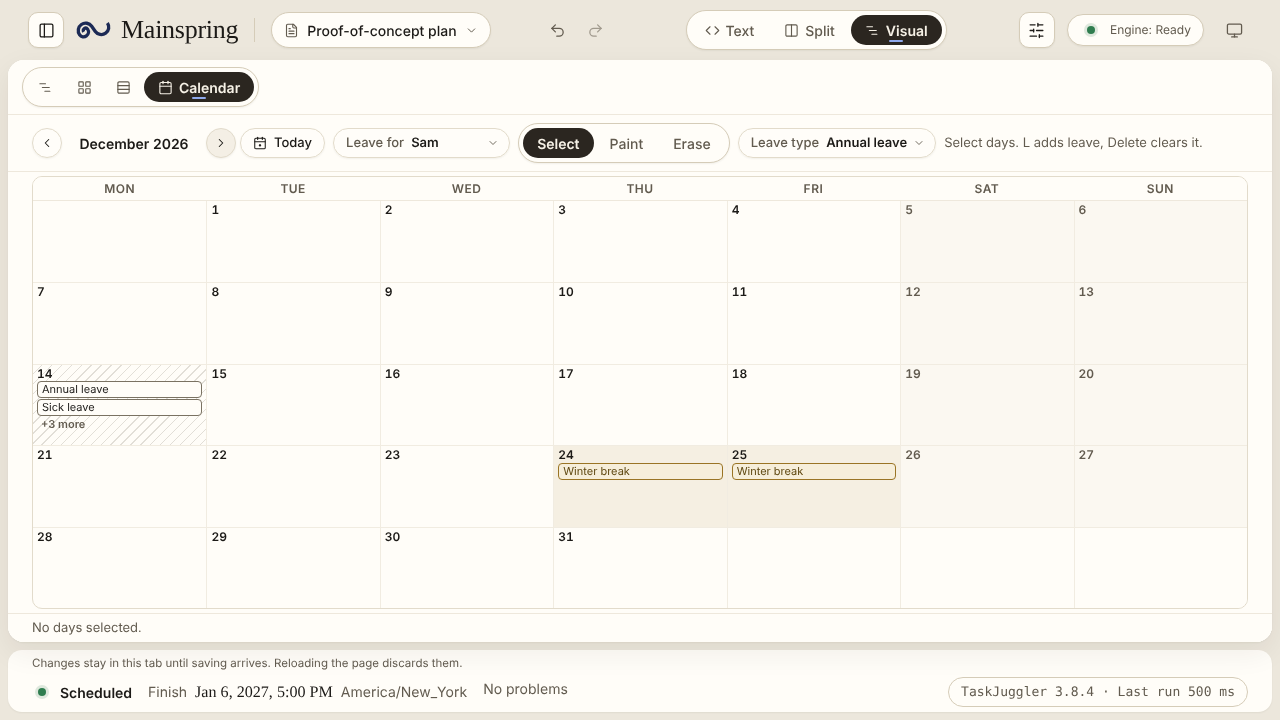 Mainspring
Proof-of-concept plan
Text
Split
Visual
Engine: Ready
Calendar
December 2026
Today
Leave for Sam
Select
Paint
Erase
Leave type Annual leave
Select days. L adds leave, Delete clears it.
MON TUE WED THU FRI SAT SUN
1 2 3 4 5 6
7 8 9 10 11 12 13
14 15 16 17 18 19 20
Annual leave
Sick leave
+3 more
21 22 23 24 25 26 27
Winter break Winter break
28 29 30 31
No days selected.
Changes stay in this tab until saving arrives. Reloading the page discards them.
Scheduled Finish Jan 6, 2027, 5:00 PM America/New_York No problems
TaskJuggler 3.8.4 · Last run 500 ms